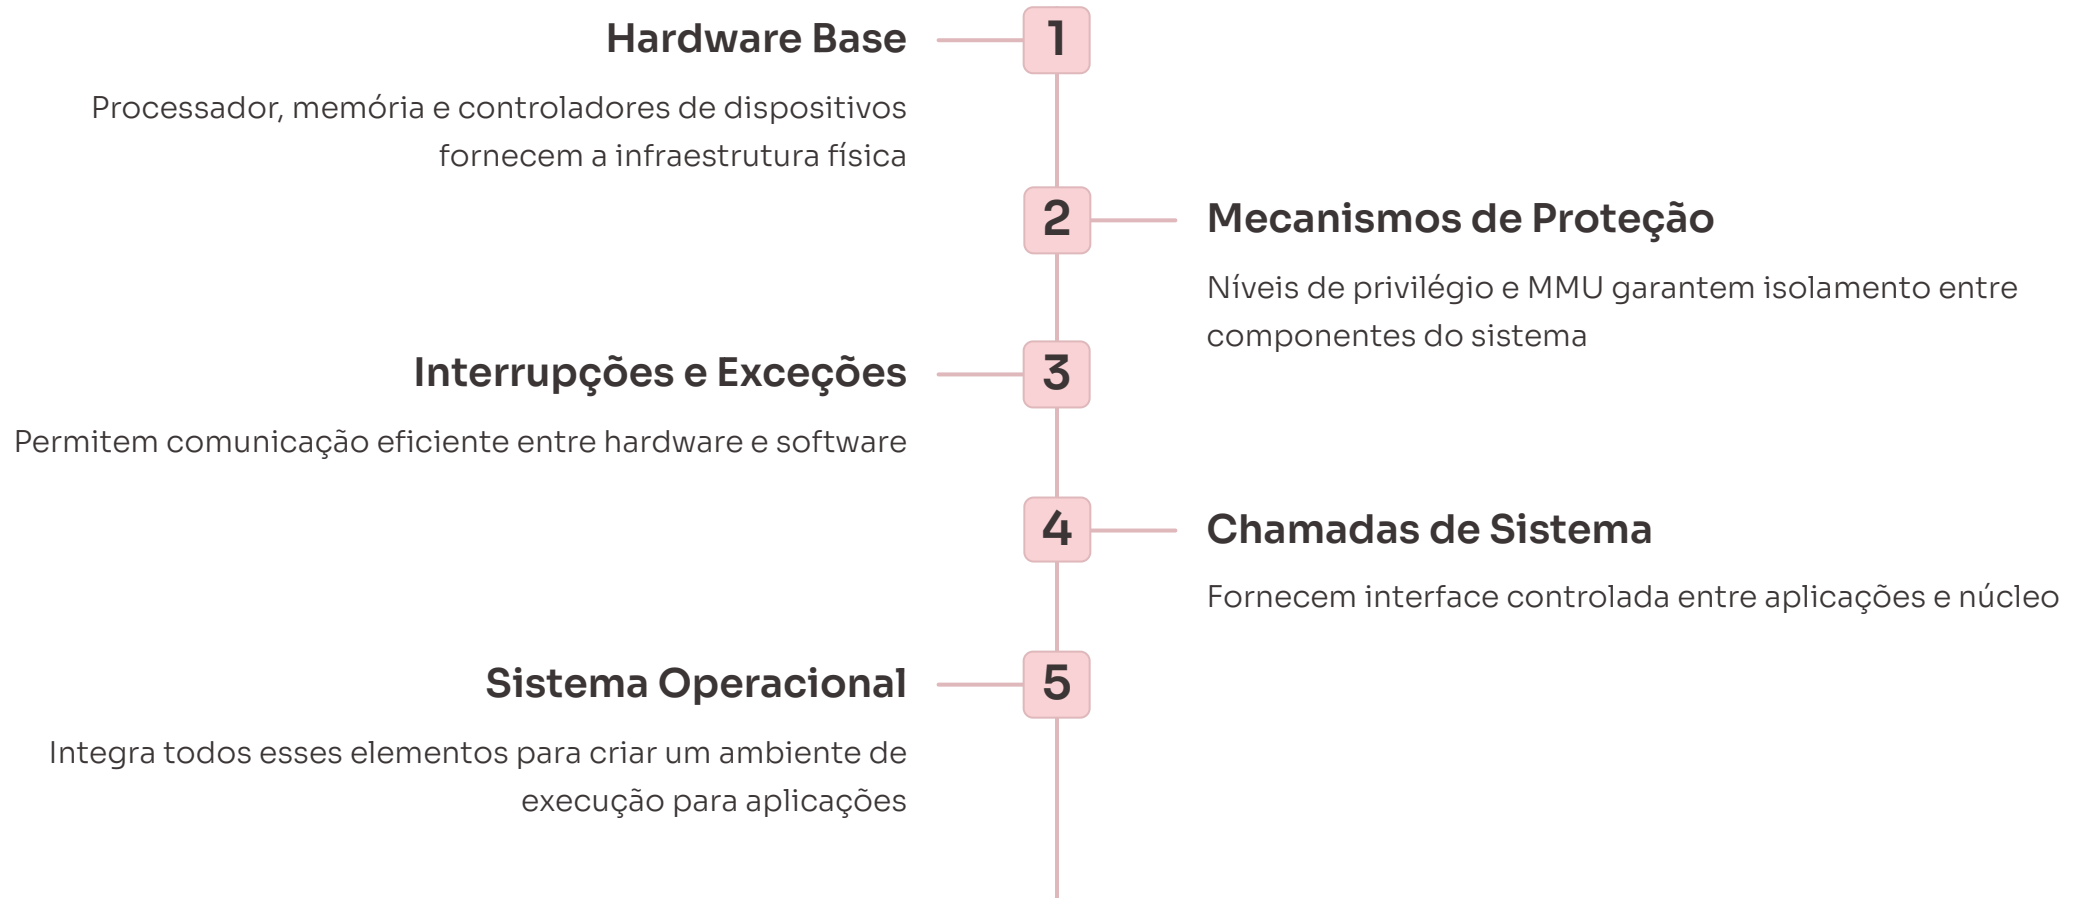 1
Hardware Base
Processador, memória e controladores de dispositivos
fornecem a infraestrutura física
2
Mecanismos de Proteção
Níveis de privilégio e MMU garantem isolamento entre
componentes do sistema
3
Interrupções e Exceções
Permitem comunicação eficiente entre hardware e software
4
Chamadas de Sistema
Fornecem interface controlada entre aplicações e núcleo
5
Sistema Operacional
Integra todos esses elementos para criar um ambiente de
execução para aplicações